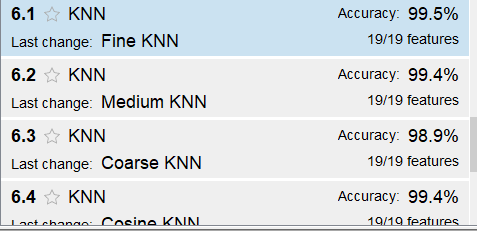 6.1 ☆ KNN Accuracy: 99.5%
Last change: Fine KNN 19/19 features
6.2 ☆ KNN Accuracy: 99.4%
Last change: Medium KNN 19/19 features
6.3 ☆ KNN Accuracy: 98.9%
Last change: Coarse KNN 19/19 features
6.4 ☆ KNN Accuracy: 99.4%
Last change: Cosine KNN 19/19 features